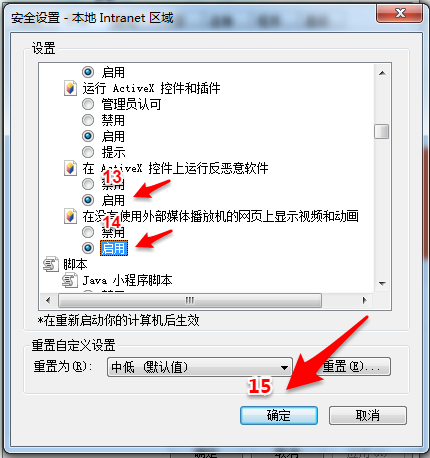 安全设置 - 本地 Intranet 区域
设置
启用
运行 ActiveX 控件和插件
管理员认可
禁用
启用
提示
在 ActiveX 控件上运行反恶意软件
13
禁用
启用
在没有使用外部媒体播放机的网页上显示视频和动画
14
禁用
启用
脚本
Java 小程序脚本
*在重新启动你的计算机后生效
重置自定义设置
重置为(R):
中低 (默认值)
重置(E)...
15
确定
取消